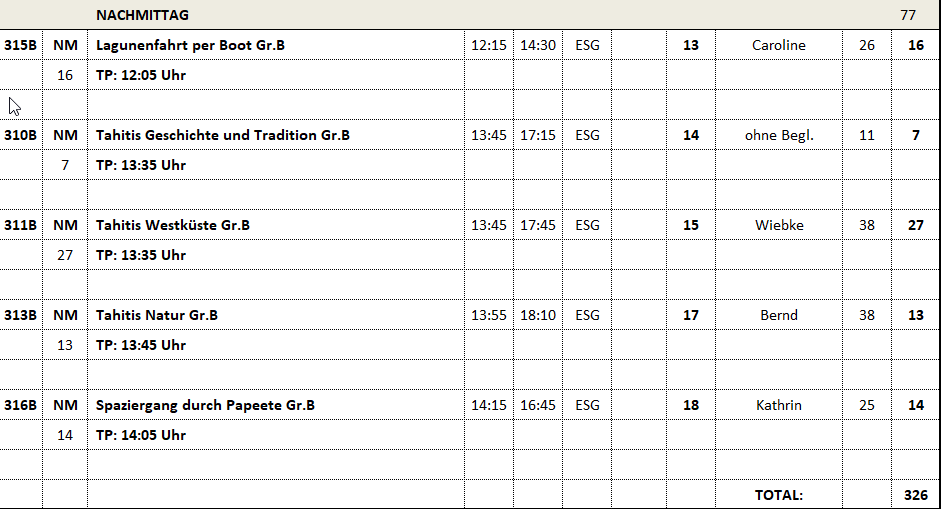 NACHMITTAG 77
315B NM Lagunenfahrt per Boot Gr.B 12:15 14:30 ESG 13 Caroline 26 16
16 TP: 12:05 Uhr
310B NM Tahitis Geschichte und Tradition Gr.B 13:45 17:15 ESG 14 ohne Begl. 11 7
7 TP: 13:35 Uhr
311B NM Tahitis Westküste Gr.B 13:45 17:45 ESG 15 Wiebke 38 27
27 TP: 13:35 Uhr
313B NM Tahitis Natur Gr.B 13:55 18:10 ESG 17 Bernd 38 13
13 TP: 13:45 Uhr
316B NM Spaziergang durch Papeete Gr.B 14:15 16:45 ESG 18 Kathrin 25 14
14 TP: 14:05 Uhr
TOTAL: 326